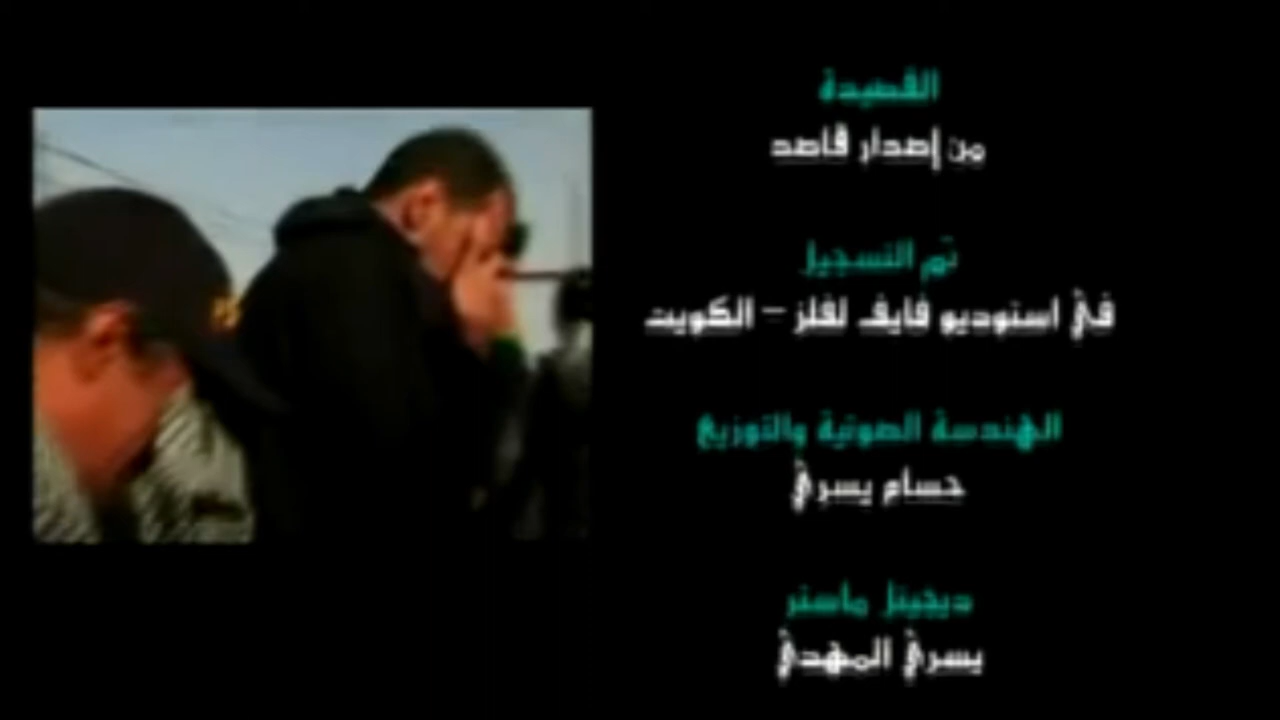 القصيدة
من إصدار قاصد
تم التسجيل
في استوديو فايف لفلز – الكويت
الهندسة الصوتية والتوزيع
حسام يسري
ديجيتل ماستر
يسري المهدي